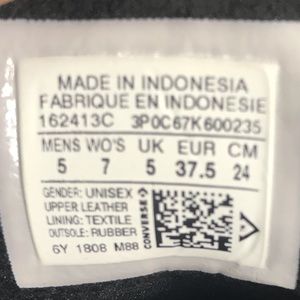 MADE IN INDONESIA
FABRIQUE EN INDONESIE
162413C 3P0C67K600235
MENS WO'S UK EUR CM
5 7 5 37.5 24
GENDER: UNISEX
UPPER LEATHER
LINING: TEXTILE
OUTSOLE: RUBBER
6Y 1808 M88
CONVERSE